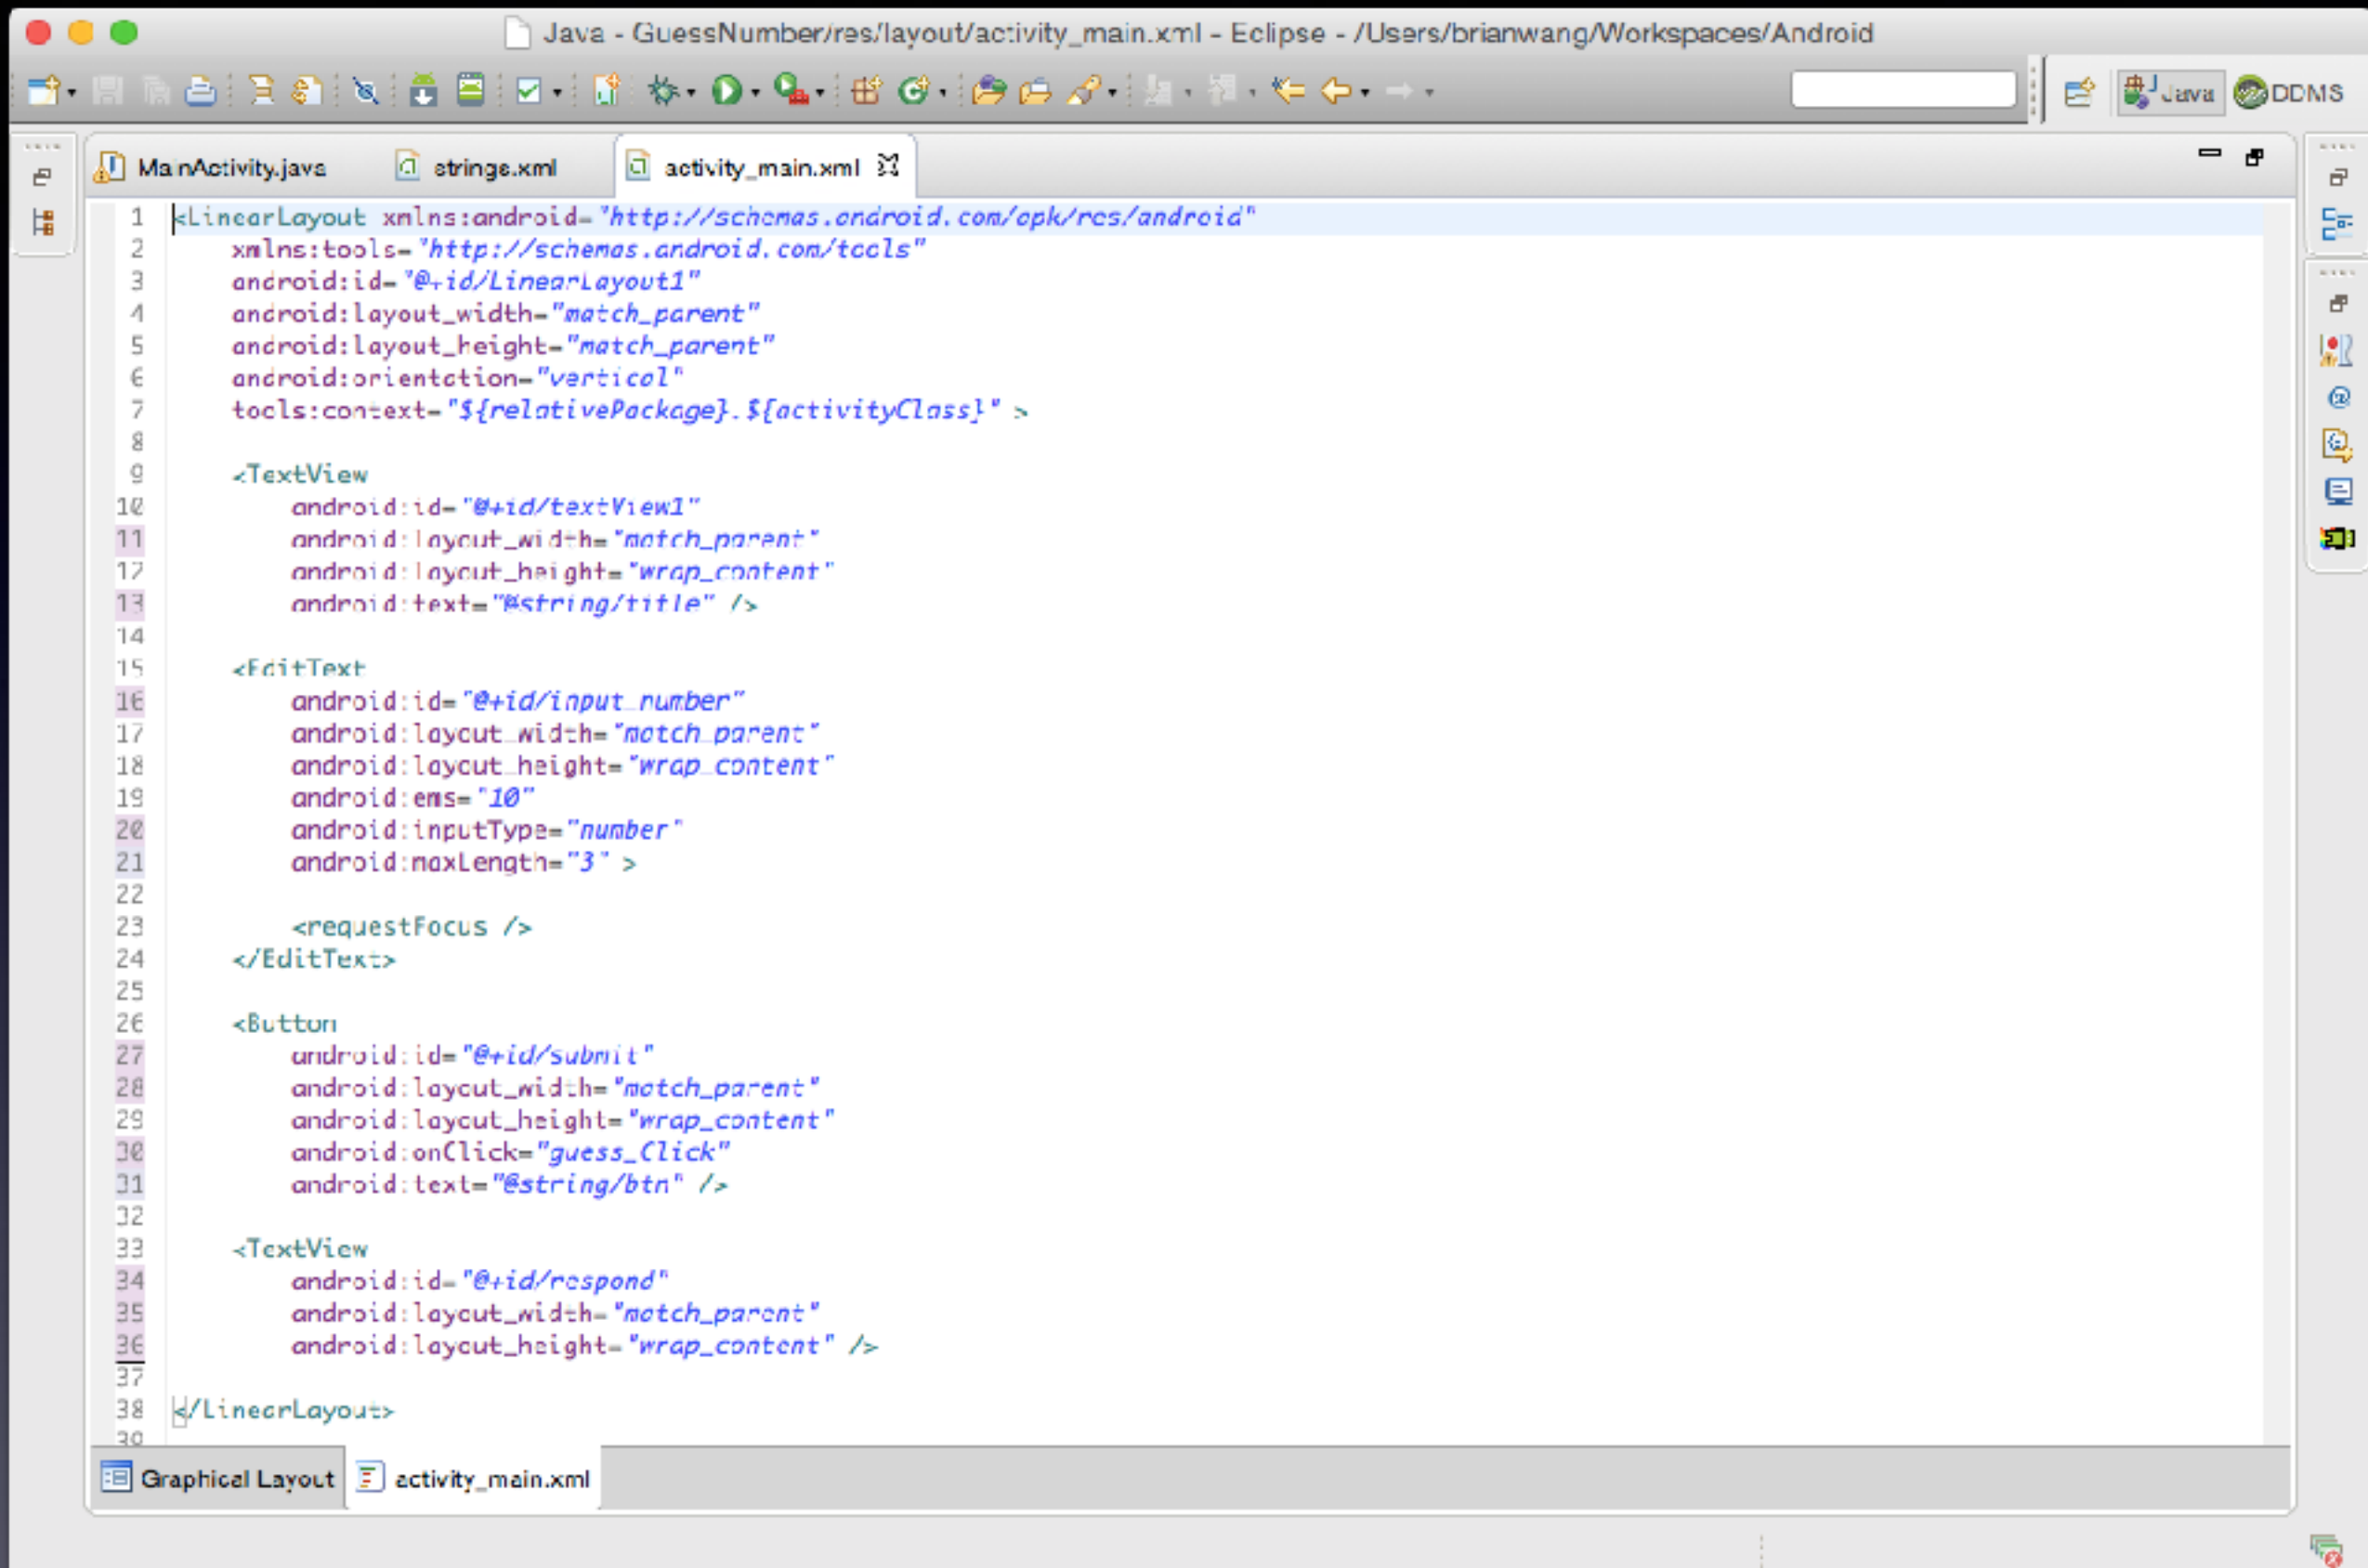 Java - GuessNumber/res/layout/activity_main.xml - Eclipse - /Users/brianwang/Workspaces/Android
Java DDMS
MainActivity.java strings.xml activity_main.xml
1 <LinearLayout xmlns:android="http://schemas.android.com/apk/res/android"
2     xmlns:tools="http://schemas.android.com/tools"
3     android:id="@+id/LinearLayout1"
4     android:layout_width="match_parent"
5     android:layout_height="match_parent"
6     android:orientation="vertical"
7     tools:context="${relativePackage}.${activityClass}" >
8
9     <TextView
10         android:id="@+id/textView1"
11         android:layout_width="match_parent"
12         android:layout_height="wrap_content"
13         android:text="@string/title" />
14
15     <EditText
16         android:id="@+id/input_number"
17         android:layout_width="match_parent"
18         android:layout_height="wrap_content"
19         android:ems="10"
20         android:inputType="number"
21         android:maxLength="3" >
22
23         <requestFocus />
24     </EditText>
25
26     <Button
27         android:id="@+id/submit"
28         android:layout_width="match_parent"
29         android:layout_height="wrap_content"
30         android:onClick="guess_Click"
31         android:text="@string/btn" />
32
33     <TextView
34         android:id="@+id/respond"
35         android:layout_width="match_parent"
36         android:layout_height="wrap_content" />
37
38 </LinearLayout>
39
Graphical Layout activity_main.xml